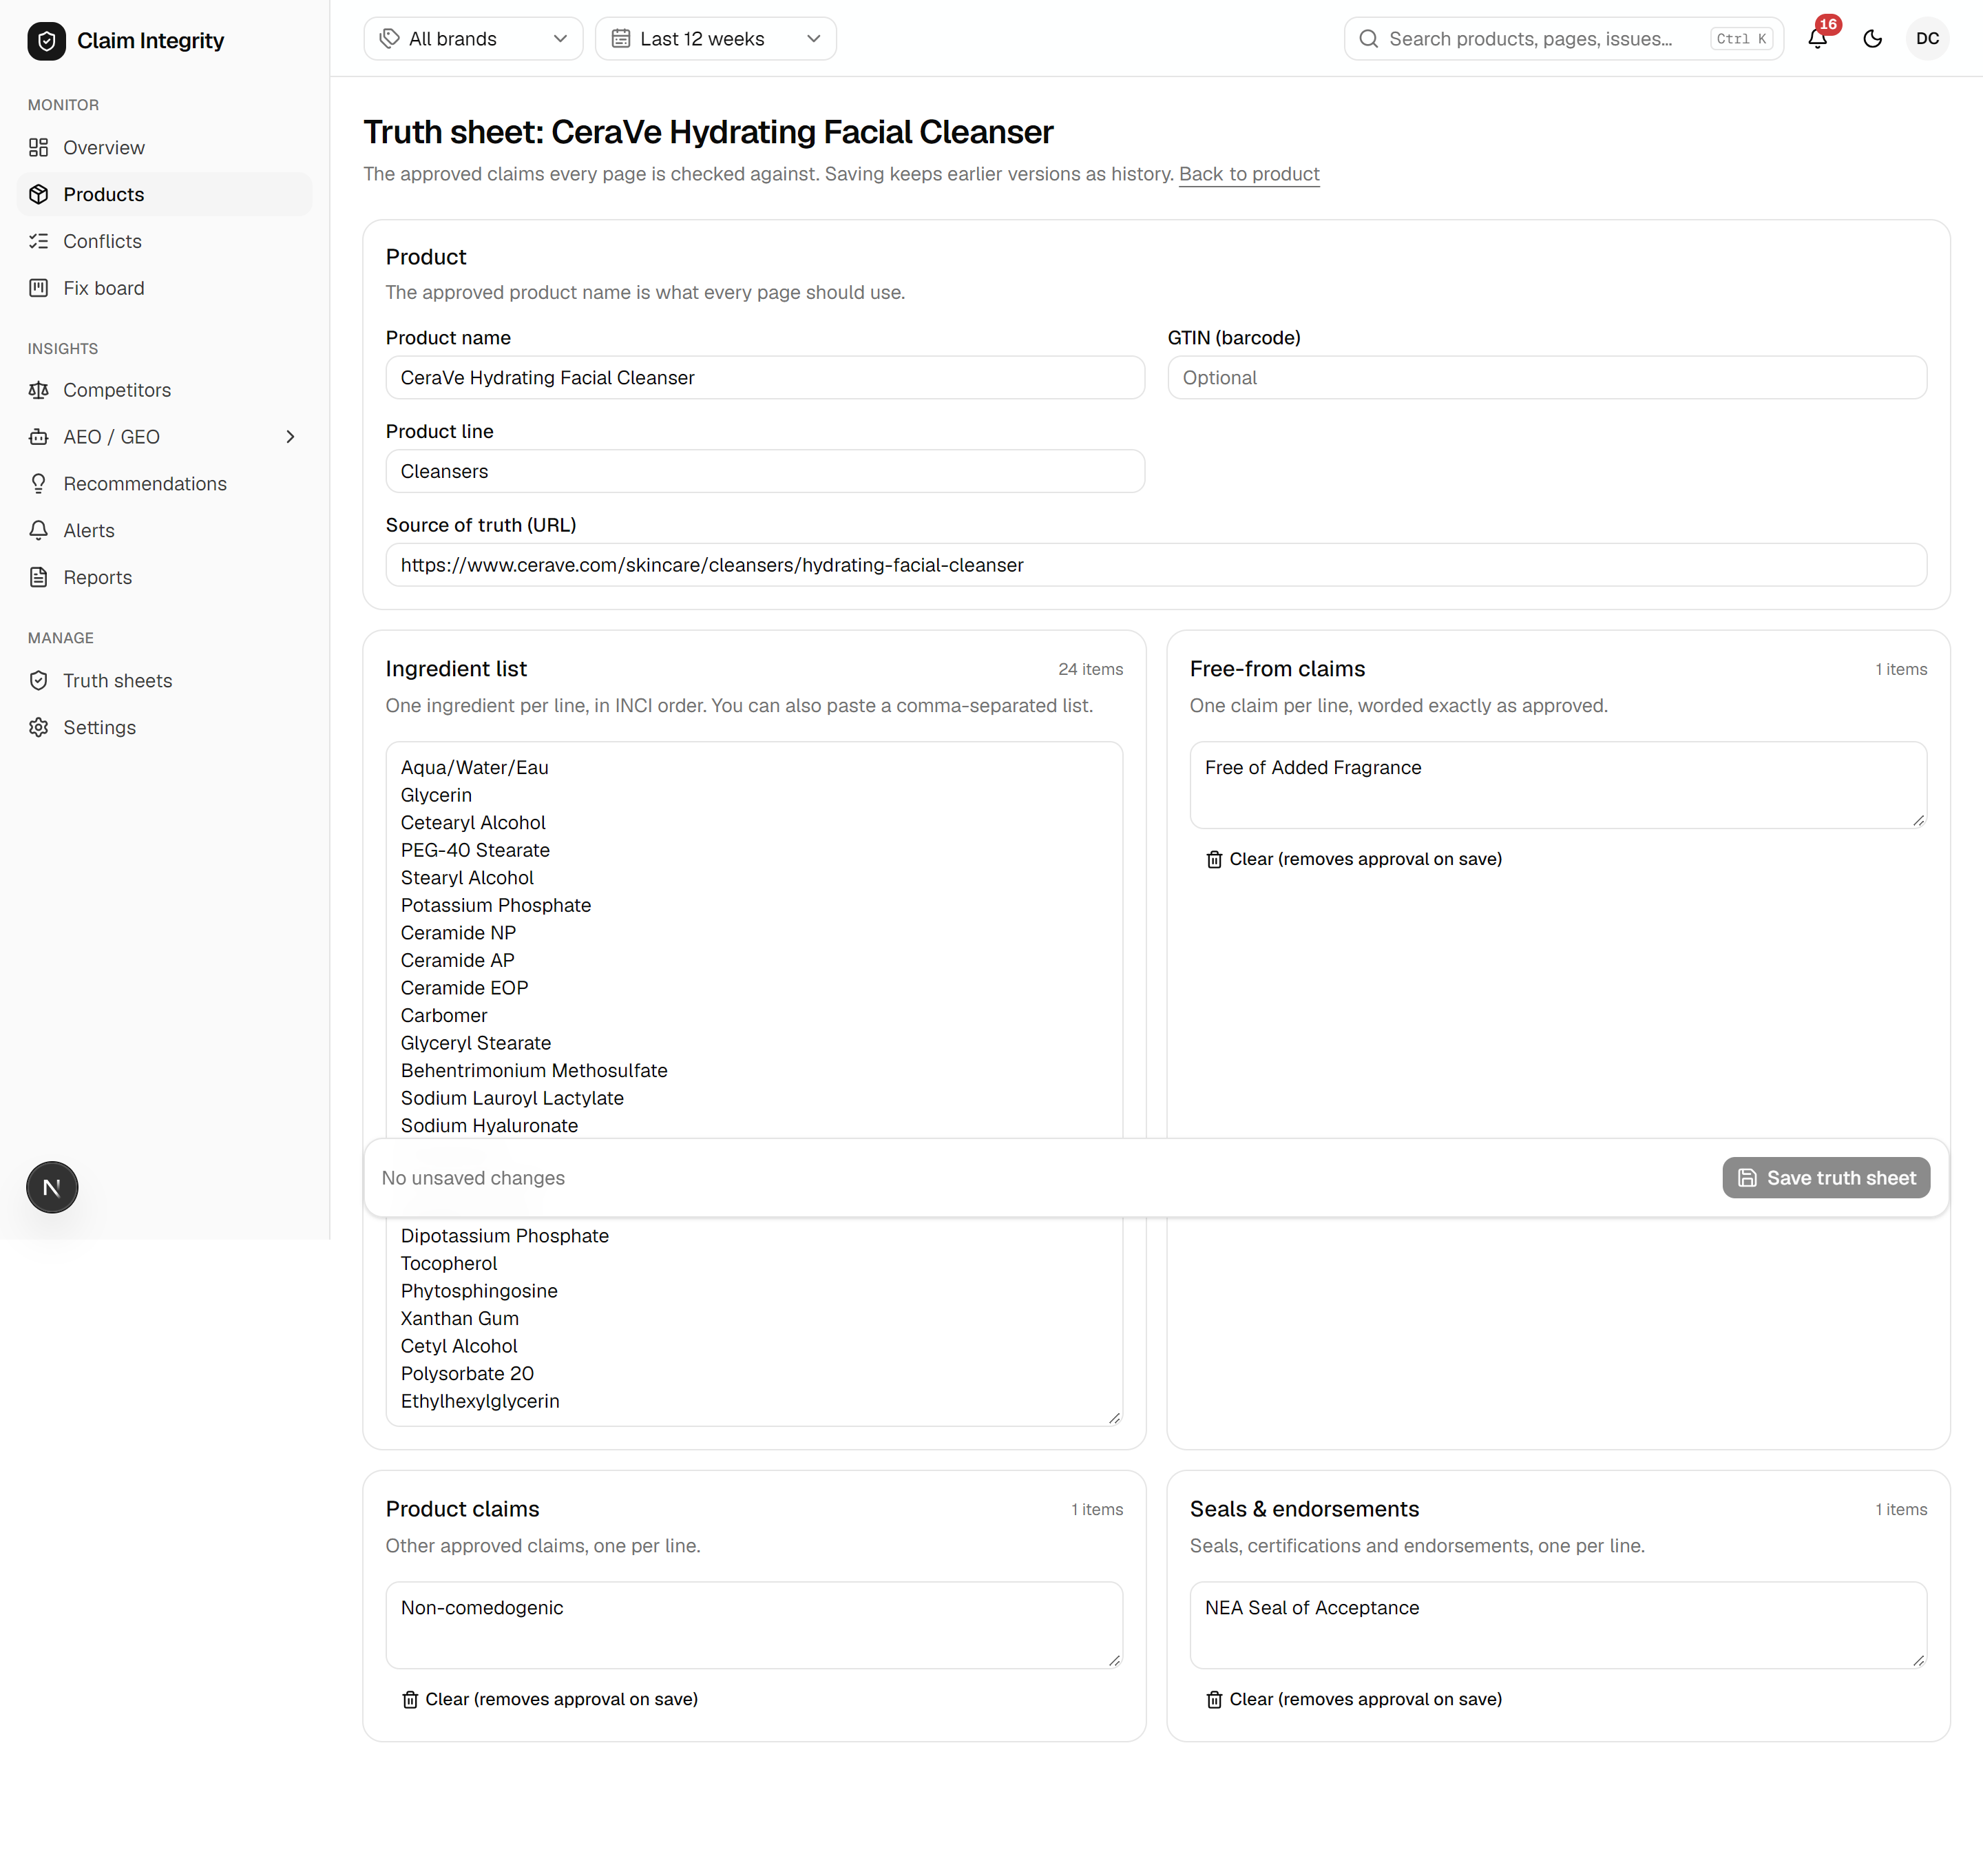 Claim Integrity
All brands
Last 12 weeks
Search products, pages, issues...
Ctrl K
16
DC
MONITOR
Overview
Products
Conflicts
Fix board
INSIGHTS
Competitors
AEO / GEO
Recommendations
Alerts
Reports
MANAGE
Truth sheets
Settings
N
Truth sheet: CeraVe Hydrating Facial Cleanser
The approved claims every page is checked against. Saving keeps earlier versions as history. Back to product
Product
The approved product name is what every page should use.
Product name
CeraVe Hydrating Facial Cleanser
GTIN (barcode)
Optional
Product line
Cleansers
Source of truth (URL)
https://www.cerave.com/skincare/cleansers/hydrating-facial-cleanser
Ingredient list
24 items
One ingredient per line, in INCI order. You can also paste a comma-separated list.
Aqua/Water/Eau
Glycerin
Cetearyl Alcohol
PEG-40 Stearate
Stearyl Alcohol
Potassium Phosphate
Ceramide NP
Ceramide AP
Ceramide EOP
Carbomer
Glyceryl Stearate
Behentrimonium Methosulfate
Sodium Lauroyl Lactylate
Sodium Hyaluronate
Dipotassium Phosphate
Tocopherol
Phytosphingosine
Xanthan Gum
Cetyl Alcohol
Polysorbate 20
Ethylhexylglycerin
Free-from claims
1 items
One claim per line, worded exactly as approved.
Free of Added Fragrance
Clear (removes approval on save)
No unsaved changes
Save truth sheet
Product claims
1 items
Other approved claims, one per line.
Non-comedogenic
Clear (removes approval on save)
Seals & endorsements
1 items
Seals, certifications and endorsements, one per line.
NEA Seal of Acceptance
Clear (removes approval on save)